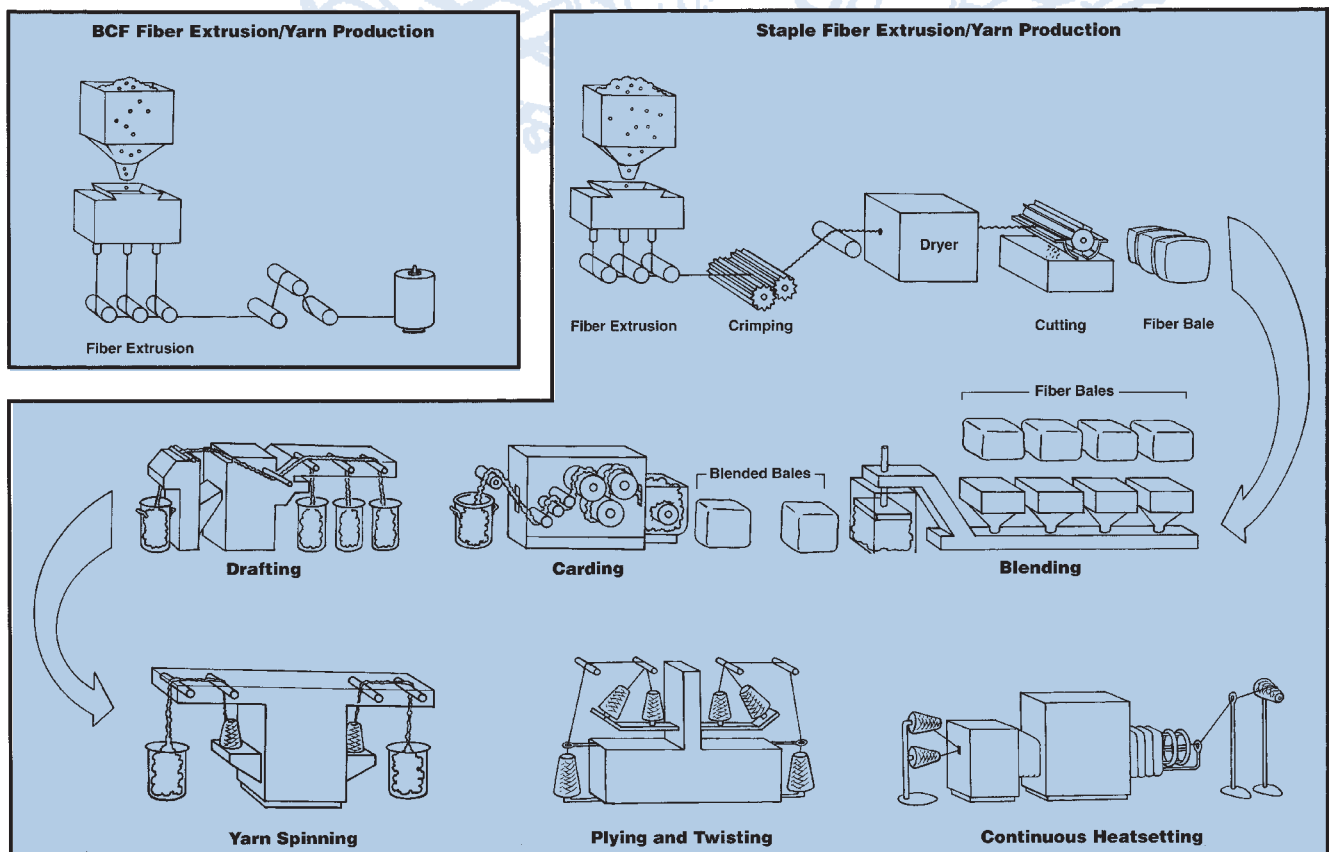 BCF Fiber Extrusion/Yarn Production
Fiber Extrusion
Staple Fiber Extrusion/Yarn Production
Dryer
Fiber Extrusion
Crimping
Cutting
Fiber Bale
Fiber Bales
Blended Bales
Drafting
Carding
Blending
Yarn Spinning
Plying and Twisting
Continuous Heatsetting